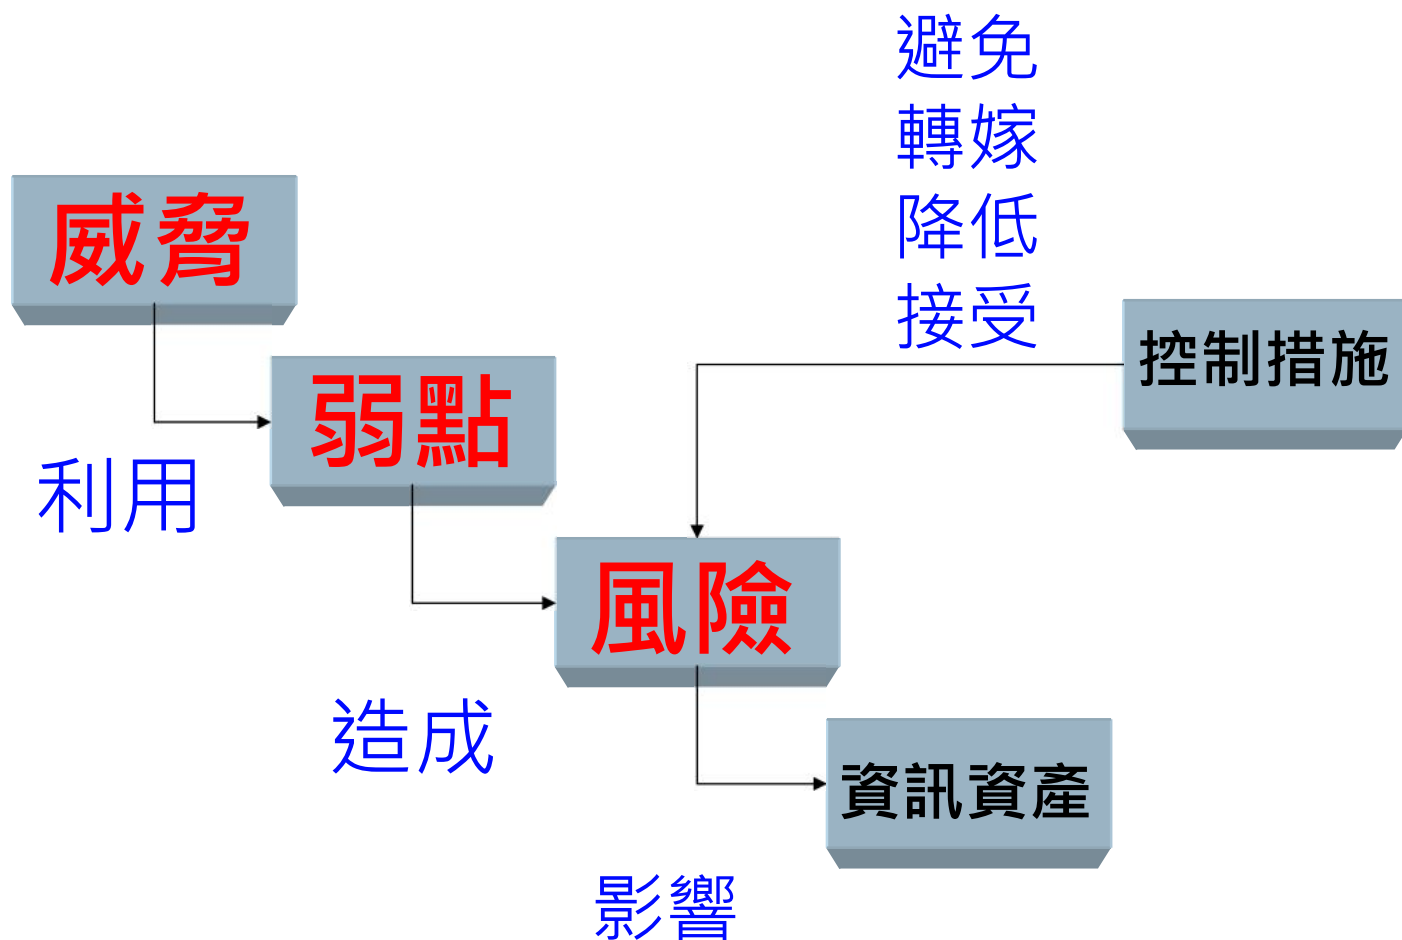 避免
轉嫁
降低
接受
威脅
控制措施
弱點
利用
風險
造成
資訊資產
影響